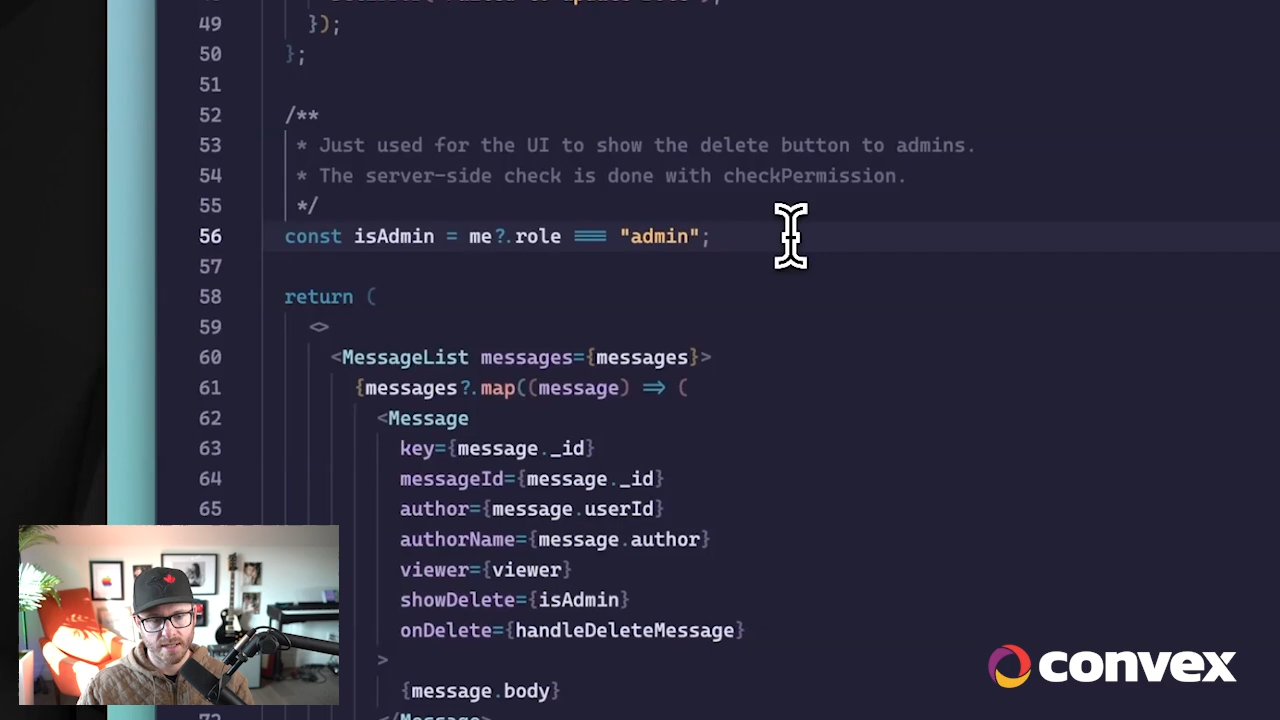 49 });
50 };
51
52 /**
53 * Just used for the UI to show the delete button to admins.
54 * The server-side check is done with checkPermission.
55 */
56 const isAdmin = me?.role === "admin";
57
58 return (
59 <>
60 <MessageList messages={messages}>
61 {messages?.map((message) => (
62 <Message
63 key={message._id}
64 messageId={message._id}
65 author={message.userId}
authorName={message.author}
viewer={viewer}
showDelete={isAdmin}
onDelete={handleDeleteMessage}
>
{message.body}
</Message>
convex